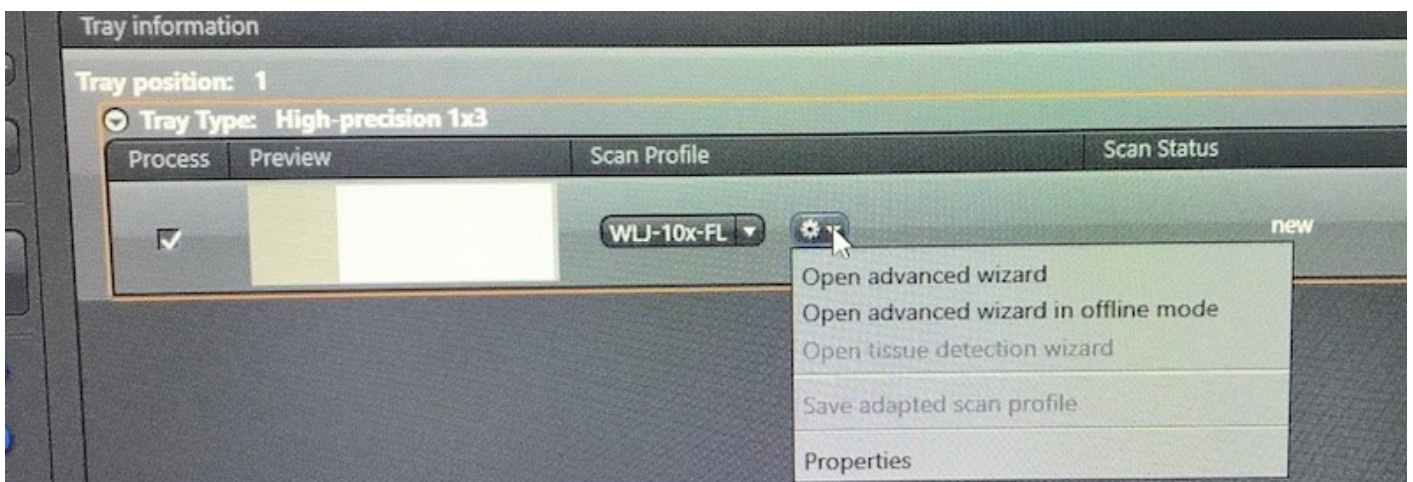 Tray information
Tray position: 1
Tray Type: High-precision 1x3
Process Preview Scan Profile Scan Status
WLJ-10x-FL new
Open advanced wizard
Open advanced wizard in offline mode
Open tissue detection wizard
Save adapted scan profile
Properties